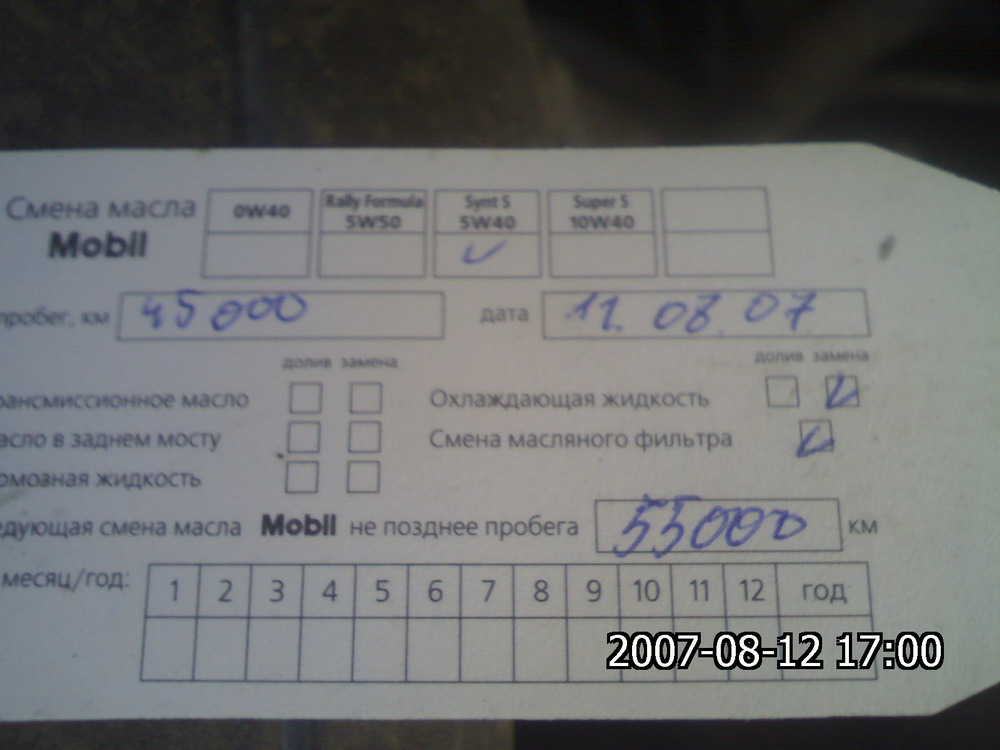 Смена масла
Mobil
0W40
Rally Formula
5W50
Synt S
5W40
Super S
10W40
пробег, км 45000 дата 11.08.07
долив замена долив замена
рансмиссионное масло Охлаждающая жидкость
асло в заднем мосту Смена масляного фильтра
рмозная жидкость
едующая смена масла Mobil не позднее пробега 55000 км
месяц/год: 1 2 3 4 5 6 7 8 9 10 11 12 год
2007-08-12 17:00